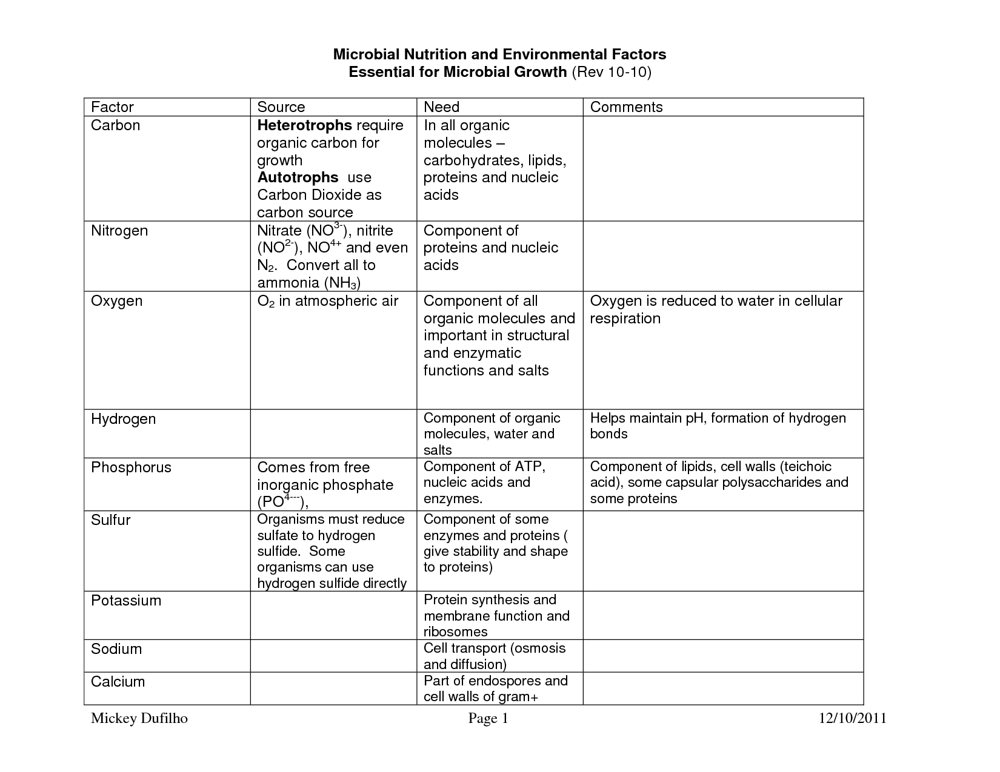 Microbial Nutrition and Environmental Factors
Essential for Microbial Growth (Rev 10-10)
Factor
Source
Need
Comments
Carbon
Heterotrophs require
organic carbon for
growth
Autotrophs  use
Carbon Dioxide as
carbon source
In all organic
molecules –
carbohydrates, lipids,
proteins and nucleic
acids
Nitrogen
Nitrate (NO³⁻), nitrite
(NO²⁻), NO⁴⁺ and even
N₂.  Convert all to
ammonia (NH₃)
Component of
proteins and nucleic
acids
Oxygen
O₂ in atmospheric air
Component of all
organic molecules and
important in structural
and enzymatic
functions and salts
Oxygen is reduced to water in cellular
respiration
Hydrogen
Component of organic
molecules, water and
salts
Helps maintain pH, formation of hydrogen
bonds
Phosphorus
Comes from free
inorganic phosphate
(PO⁴⁻⁻⁻),
Component of ATP,
nucleic acids and
enzymes.
Component of lipids, cell walls (teichoic
acid), some capsular polysaccharides and
some proteins
Sulfur
Organisms must reduce
sulfate to hydrogen
sulfide.  Some
organisms can use
hydrogen sulfide directly
Component of some
enzymes and proteins (
give stability and shape
to proteins)
Potassium
Protein synthesis and
membrane function and
ribosomes
Sodium
Cell transport (osmosis
and diffusion)
Calcium
Part of endospores and
cell walls of gram+
Mickey Dufilho
Page 1
12/10/2011